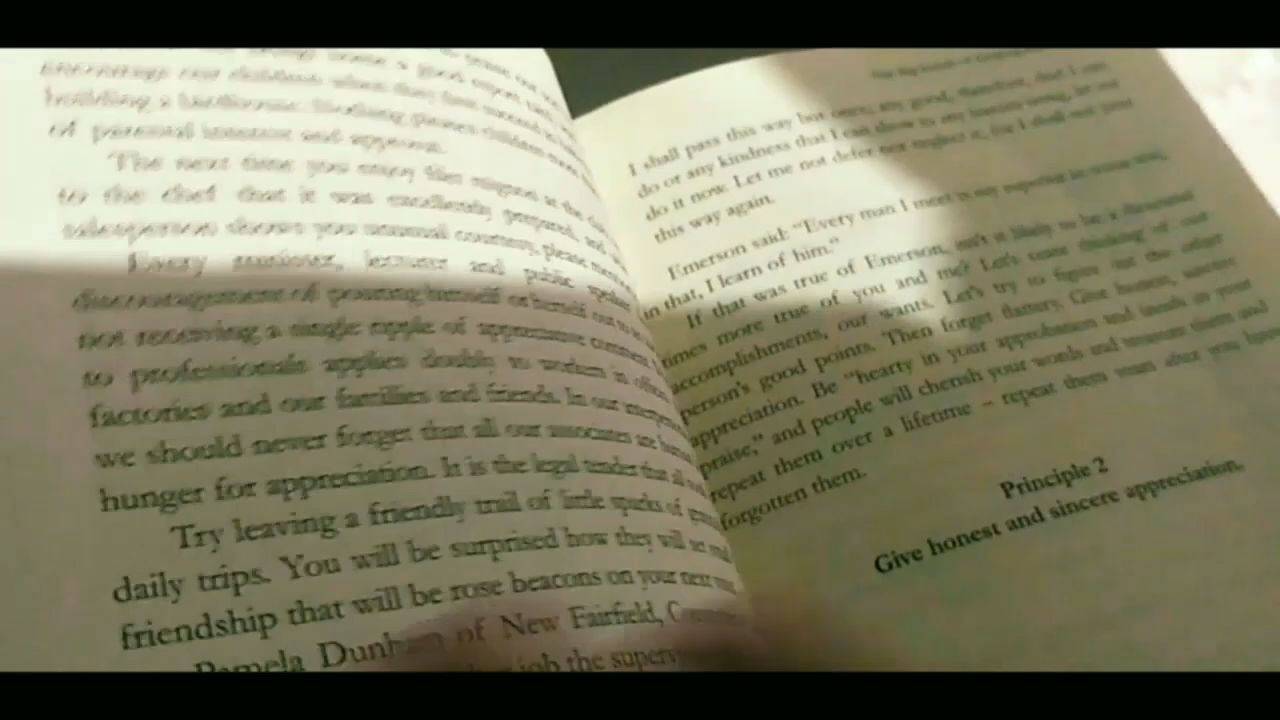 of parental interest and approval.
The next time you enjoy filet mignon at the
to the chef that it was excellently prepared, and
salesperson shows you unusual courtesy, please
Every minister, lecturer and public
discouragement of pouring himself or herself out to
not receiving a single ripple of appreciative comment.
to professionals applies doubly to workers in
factories and our families and friends. In our
we should never forget that all our associates are
hunger for appreciation. It is the legal tender that all
Try leaving a friendly trail of little sparks of
daily trips. You will be surprised how they will set
friendship that will be rose beacons on your next
Pamela Dunham of New Fairfield,
job the
I shall pass this way but once; any good, therefore, that I can
do or any kindness that I can show to any human being, let me
do it now. Let me not defer nor neglect it, for I shall not pass
this way again.
Emerson said: “Every man I meet is my superior in some way,
in that, I learn of him.”
If that was true of Emerson, isn't it likely to be a thousand
times more true of you and me? Let's cease thinking of our
accomplishments, our wants. Let's try to figure out the other
person's good points. Then forget flattery. Give honest, sincere
appreciation. Be “hearty in your approbation and lavish in your
praise,” and people will cherish your words and treasure them and
repeat them over a lifetime – repeat them years after you have
forgotten them.
Principle 2
Give honest and sincere appreciation.